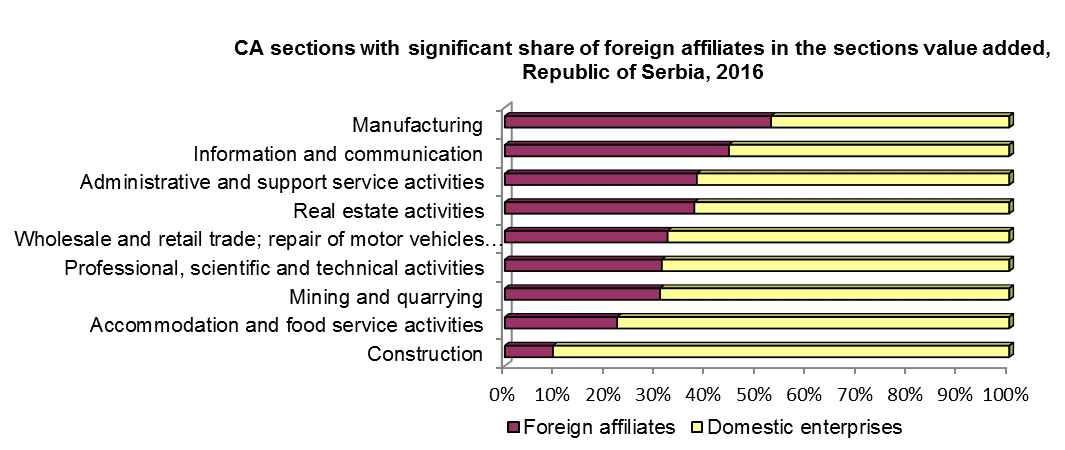 CA sections with significant share of foreign affiliates in the sections value added,
Republic of Serbia, 2016
Manufacturing
Information and communication
Administrative and support service activities
Real estate activities
Wholesale and retail trade; repair of motor vehicles…
Professional, scientific and technical activities
Mining and quarrying
Accommodation and food service activities
Construction
0% 10% 20% 30% 40% 50% 60% 70% 80% 90% 100%
Foreign affiliates Domestic enterprises